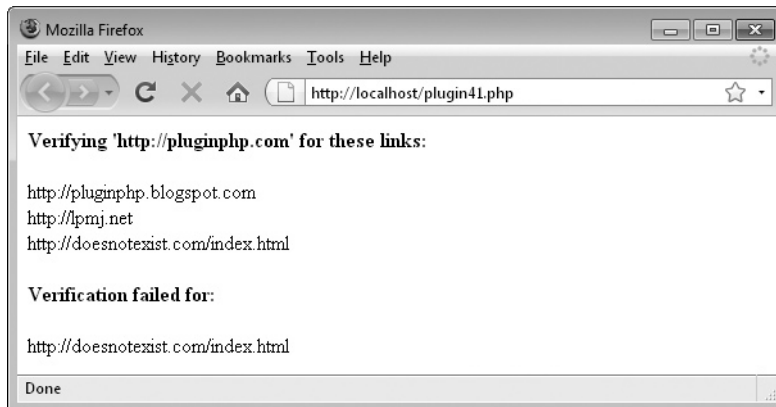 Mozilla Firefox
File Edit View History Bookmarks Tools Help
http://localhost/plugin41.php
Verifying 'http://pluginphp.com' for these links:
http://pluginphp.blogspot.com
http://lpmj.net
http://doesnotexist.com/index.html
Verification failed for:
http://doesnotexist.com/index.html
Done